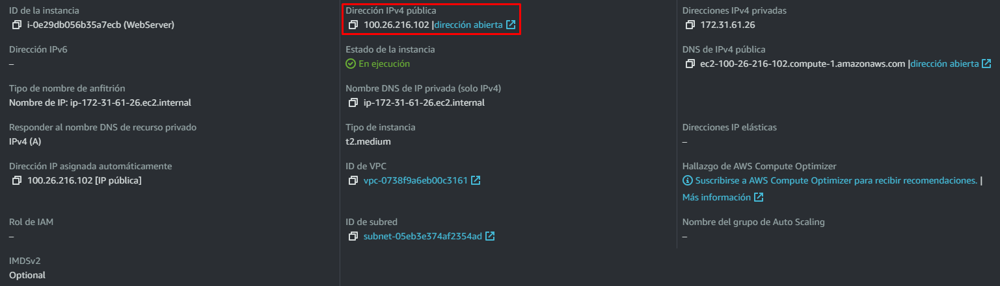 ID de la instancia
i-0e29db056b35a7ecb (WebServer)
Dirección IPv4 pública
100.26.216.102 |dirección abierta
Direcciones IPv4 privadas
172.31.61.26
Dirección IPv6
–
Estado de la instancia
En ejecución
DNS de IPv4 pública
ec2-100-26-216-102.compute-1.amazonaws.com |dirección abierta
Tipo de nombre de anfitrión
Nombre de IP: ip-172-31-61-26.ec2.internal
Nombre DNS de IP privada (solo IPv4)
ip-172-31-61-26.ec2.internal
Responder al nombre DNS de recurso privado
IPv4 (A)
Tipo de instancia
t2.medium
Direcciones IP elásticas
–
Dirección IP asignada automáticamente
100.26.216.102 [IP pública]
ID de VPC
vpc-0738f9a6eb00c3161
Hallazgo de AWS Compute Optimizer
Suscribirse a AWS Compute Optimizer para recibir recomendaciones. |
Más información
Rol de IAM
–
ID de subred
subnet-05eb3e374af2354ad
Nombre del grupo de Auto Scaling
–
IMDSv2
Optional